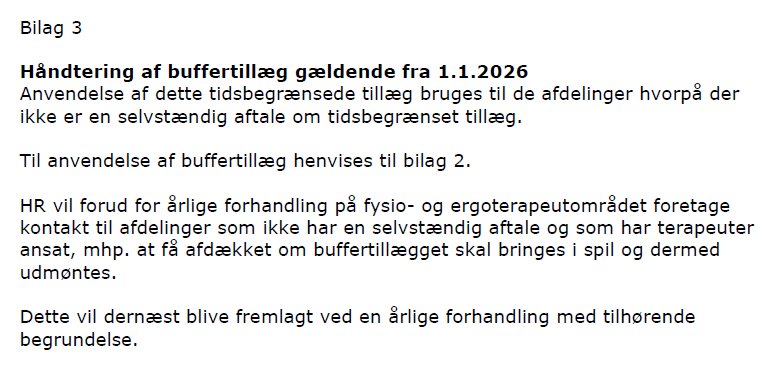 Bilag 3
Håndtering af buffertillæg gældende fra 1.1.2026
Anvendelse af dette tidsbegrænsede tillæg bruges til de afdelinger hvorpå der
ikke er en selvstændig aftale om tidsbegrænset tillæg.
Til anvendelse af buffertillæg henvises til bilag 2.
HR vil forud for årlige forhandling på fysio- og ergoterapeutområdet foretage
kontakt til afdelinger som ikke har en selvstændig aftale og som har terapeuter
ansat, mhp. at få afdækket om buffertillægget skal bringes i spil og dermed
udmøntes.
Dette vil dernæst blive fremlagt ved en årlige forhandling med tilhørende
begrundelse.